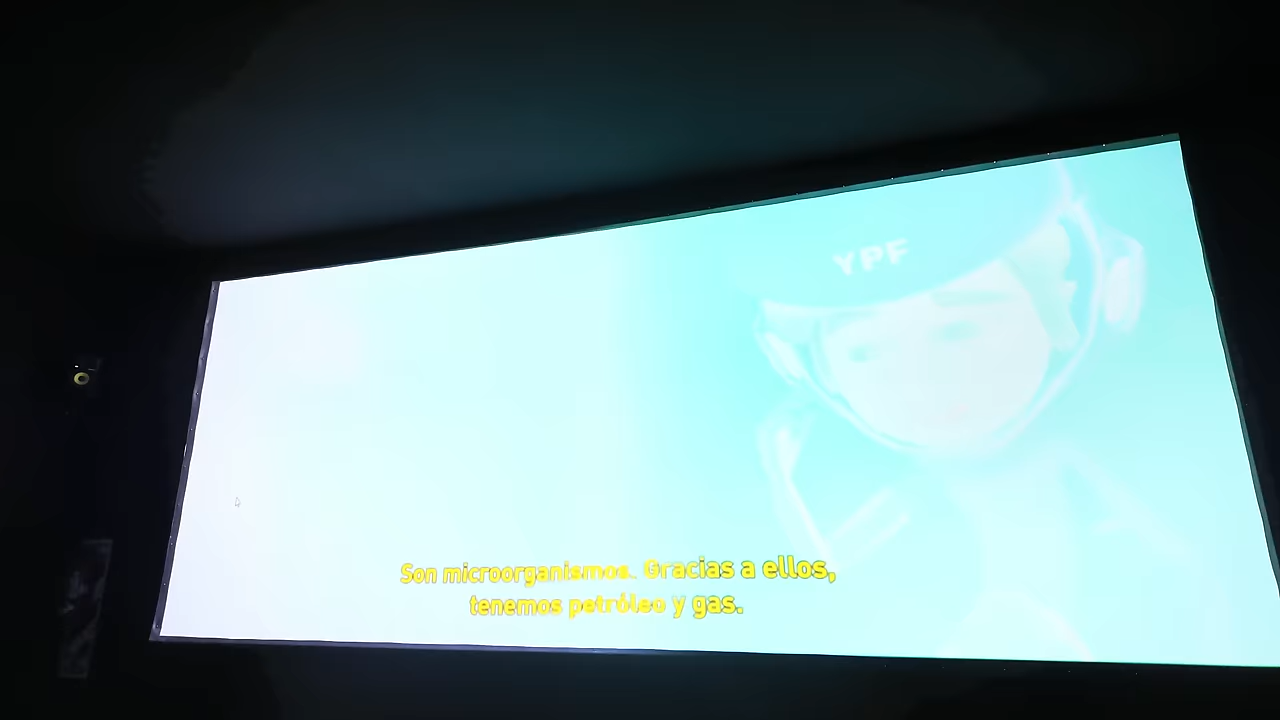 YPF
Son microorganismos. Gracias a ellos,
tenemos petróleo y gas.